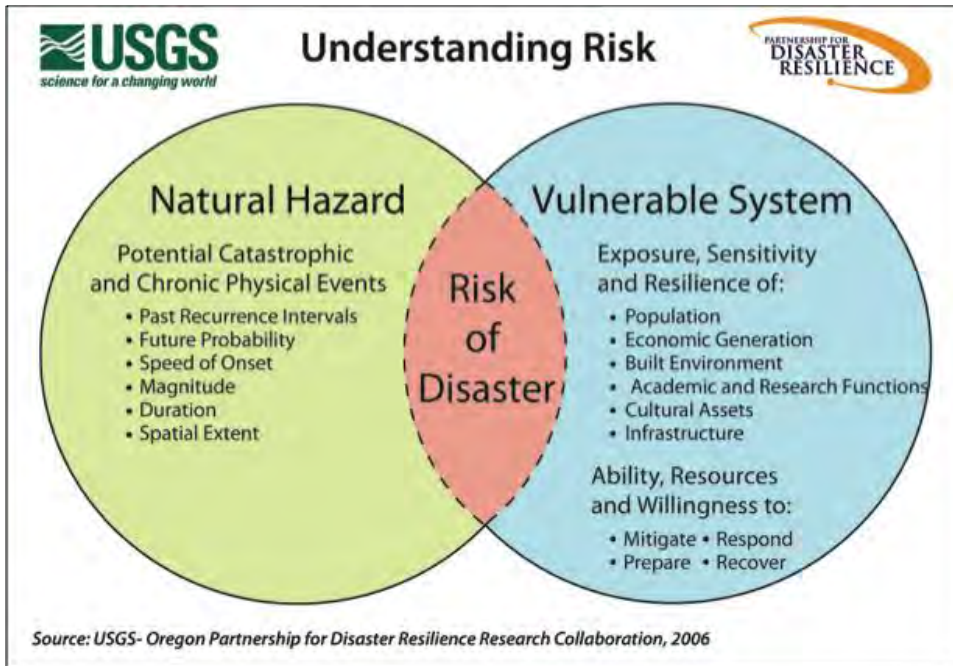 USGS
science for a changing world
Understanding Risk
PARTNERSHIP FOR
DISASTER
RESILIENCE
Natural Hazard
Potential Catastrophic
and Chronic Physical Events
• Past Recurrence Intervals
• Future Probability
• Speed of Onset
• Magnitude
• Duration
• Spatial Extent
Risk
of
Disaster
Vulnerable System
Exposure, Sensitivity
and Resilience of:
• Population
• Economic Generation
• Built Environment
• Academic and Research Functions
• Cultural Assets
• Infrastructure
Ability, Resources
and Willingness to:
• Mitigate • Respond
• Prepare • Recover
Source: USGS- Oregon Partnership for Disaster Resilience Research Collaboration, 2006